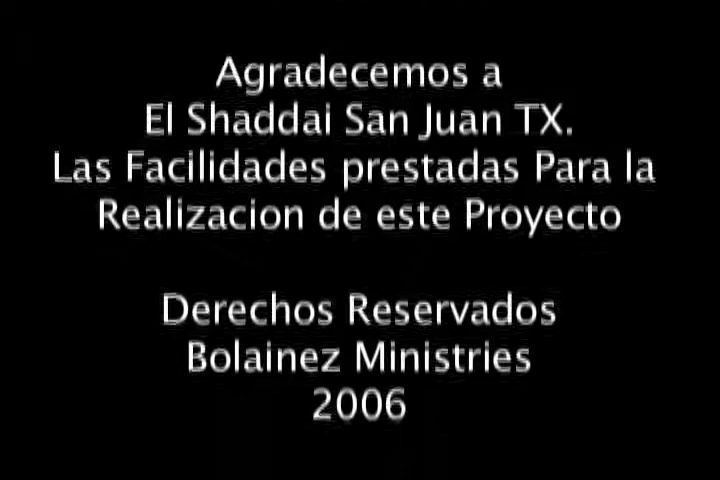 Agradecemos a
El Shaddai San Juan TX.
Las Facilidades prestadas Para la
Realizacion de este Proyecto
Derechos Reservados
Bolainez Ministries
2006